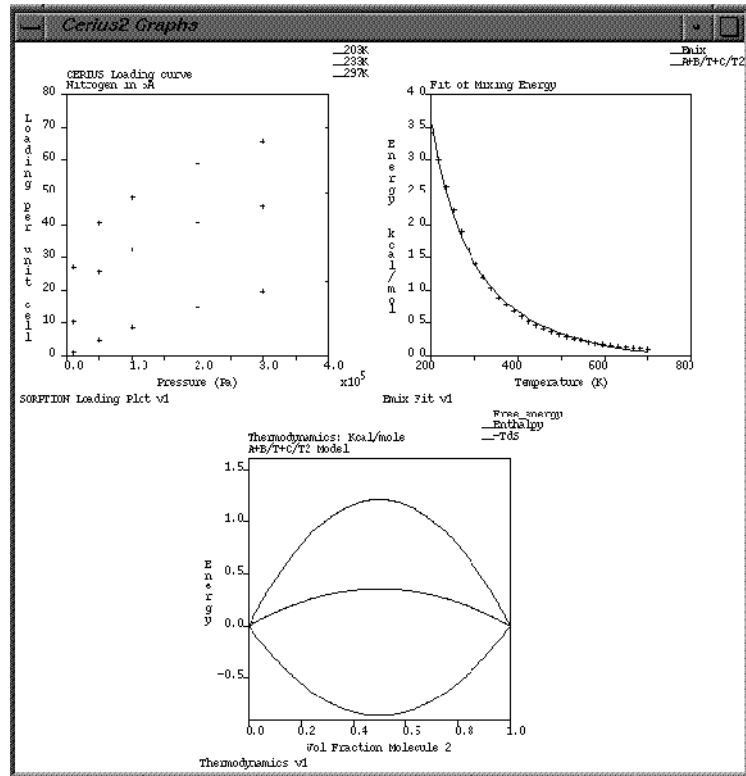 Cerius2 Graphs
203K
233K
297K
CERIUS Loading curve
Nitrogen in 5A
80
70
60
50
40
30
20
10
0
Loading per unit cell
0.0 1.0 2.0 3.0 4.0
x10^5
Pressure (Pa)
SORPTION Loading Plot v1
Emix
A+B/T+C/T2
Fit of Mixing Energy
4 0
3 0
2 5
2 0
1 5
1 0
0 5
0 0
Energy kcal/mol
200 400 600 800
Temperature (K)
Emix Fit v1
Free_energy
Enthalpy
-TdS
Thermodynamics: Kcal/mole
A+B/T+C/T2 Model
1.5
1.0
0.5
0.0
-0.5
Energy
0.0 0.2 0.4 0.5 0.8 1.0
Vol Fraction Molecule 2
Thermodynamics v1